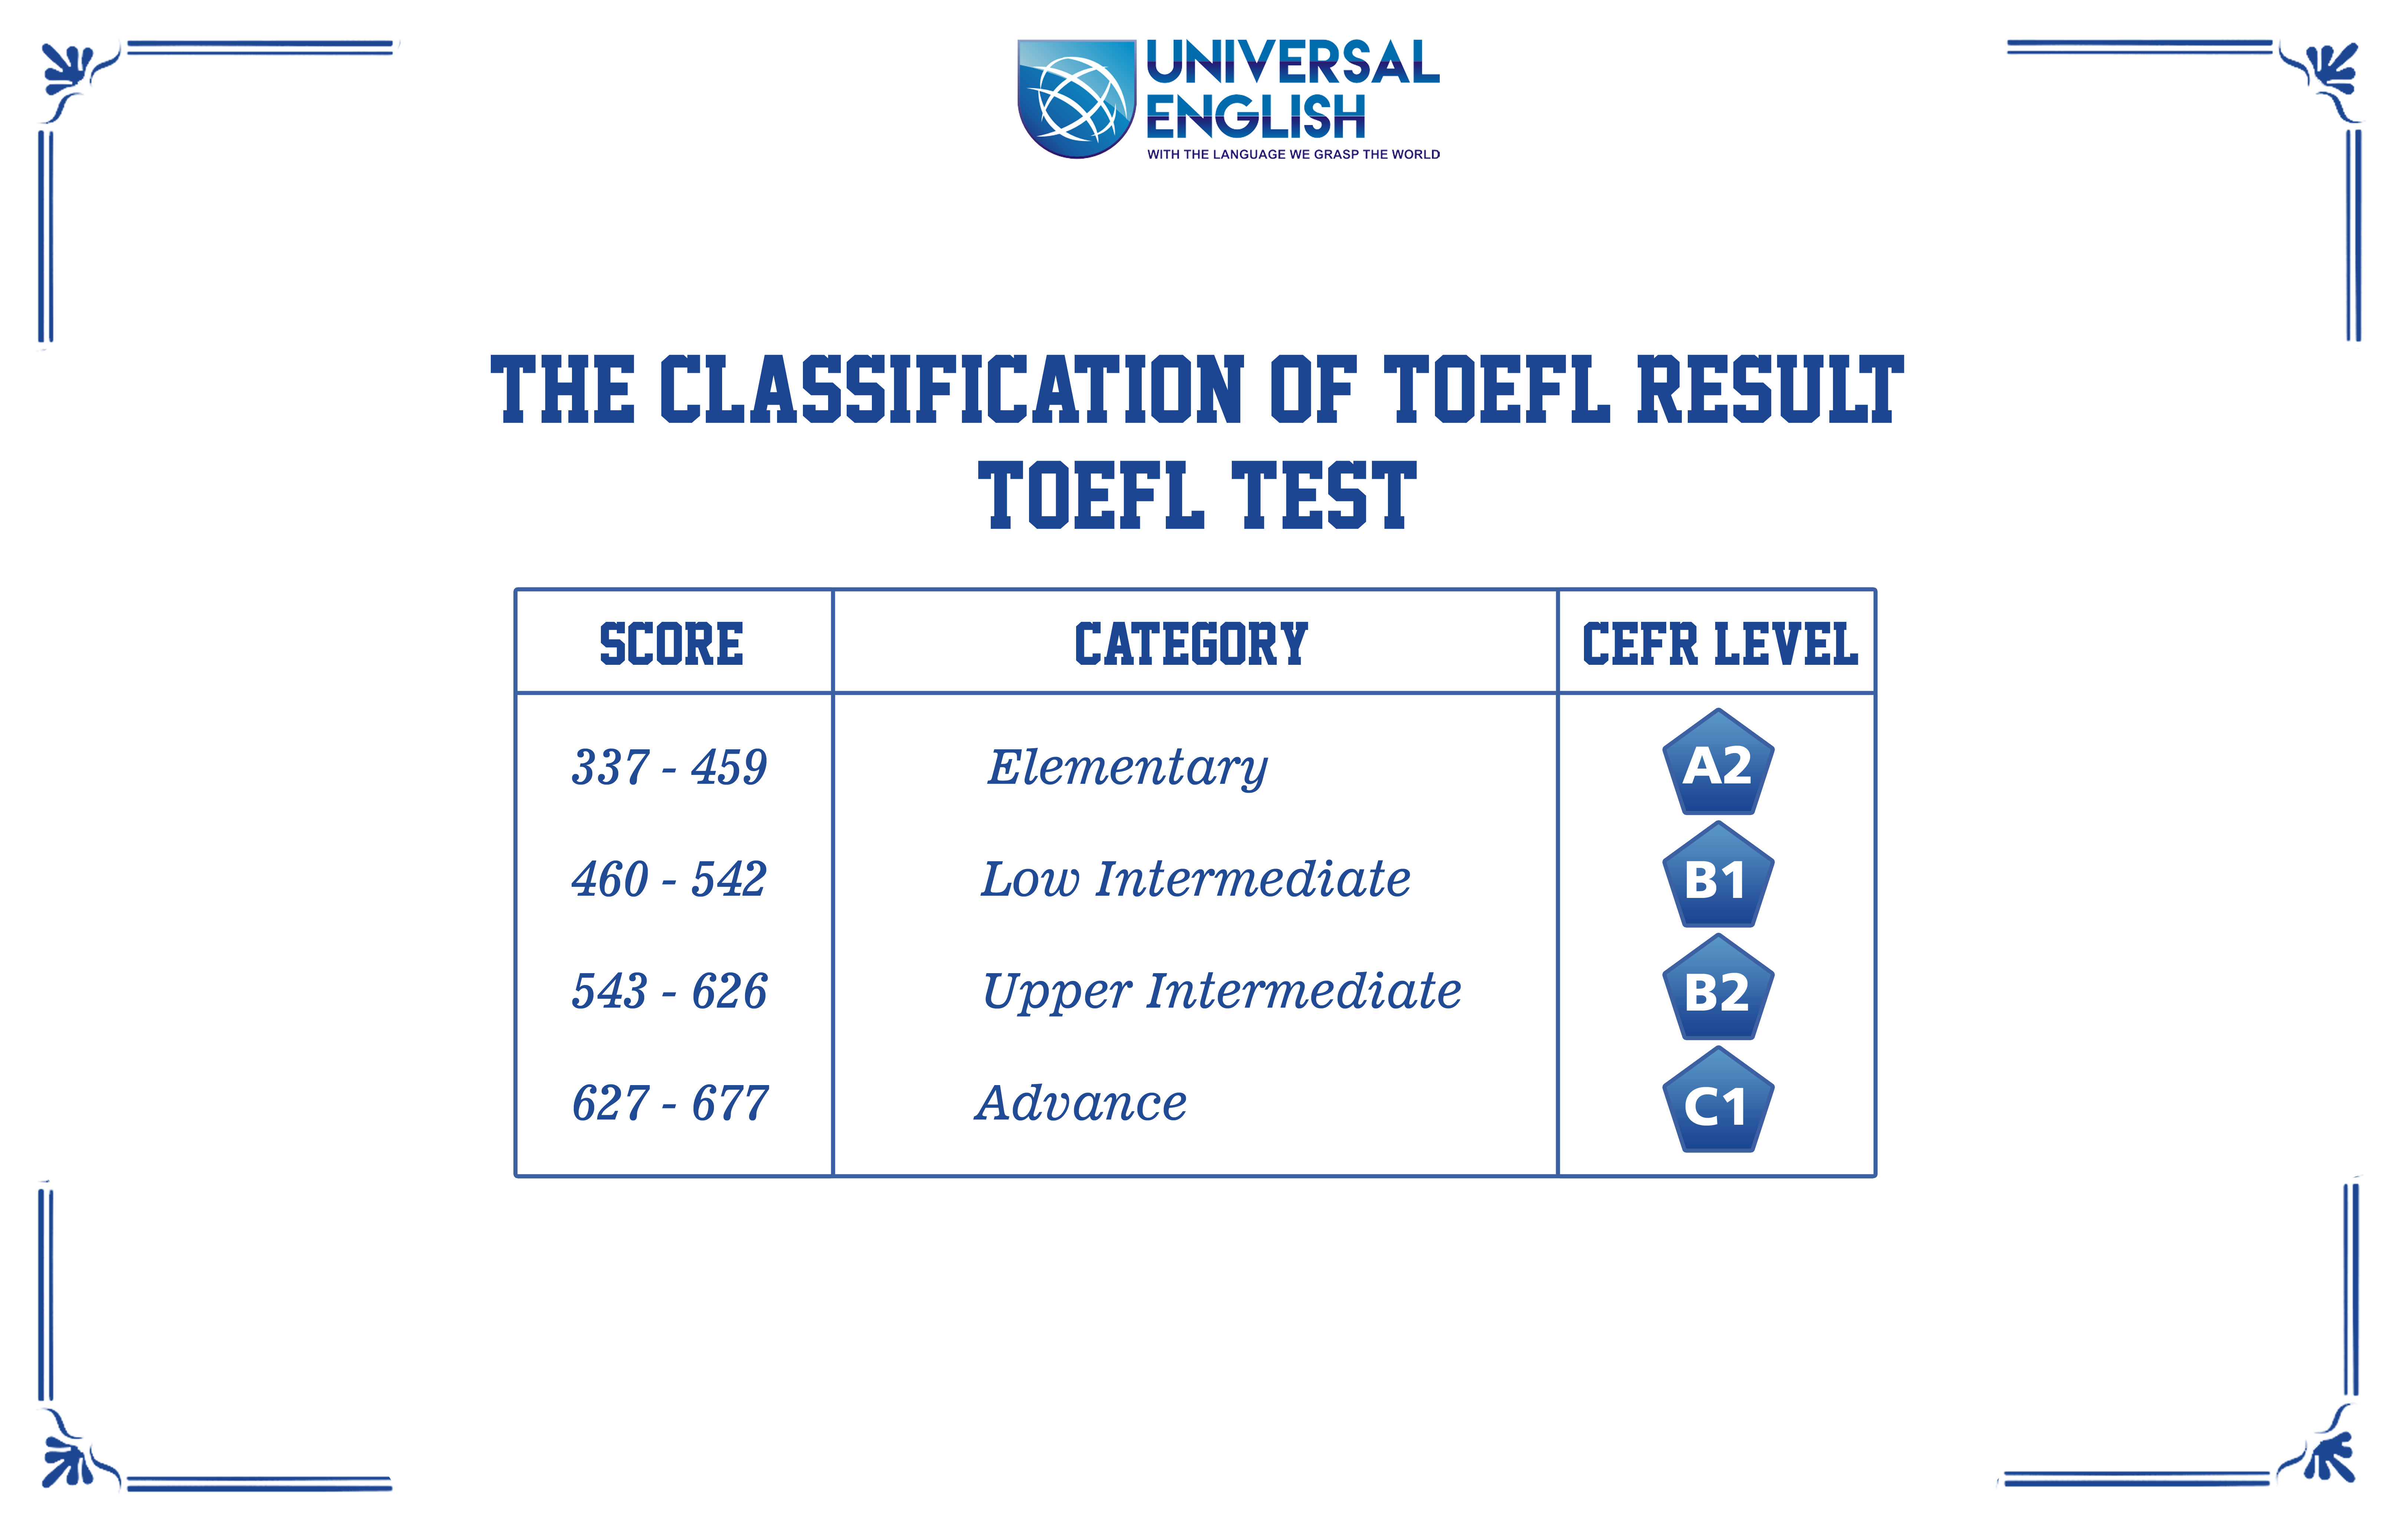 UNIVERSAL
ENGLISH
WITH THE LANGUAGE WE GRASP THE WORLD
THE CLASSIFICATION OF TOEFL RESULT
TOEFL TEST
SCORE CATEGORY CEFR LEVEL
337 - 459 Elementary A2
460 - 542 Low Intermediate B1
543 - 626 Upper Intermediate B2
627 - 677 Advance C1